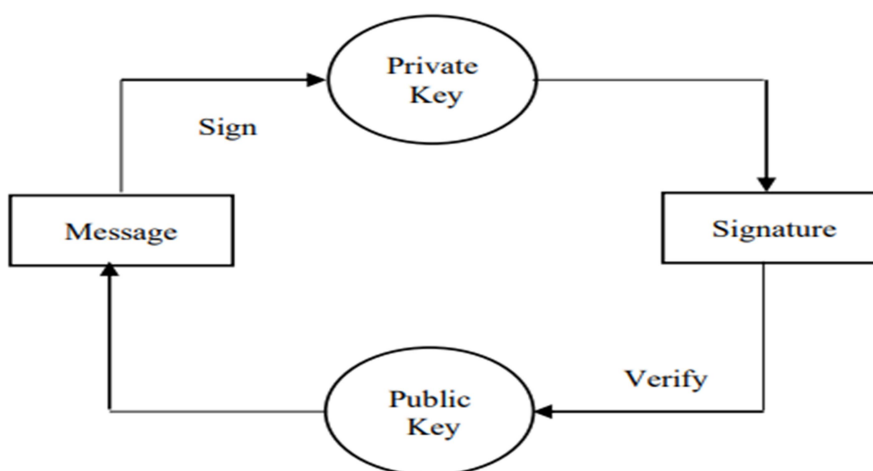 Private
Key
Sign
Message
Signature
Verify
Public
Key